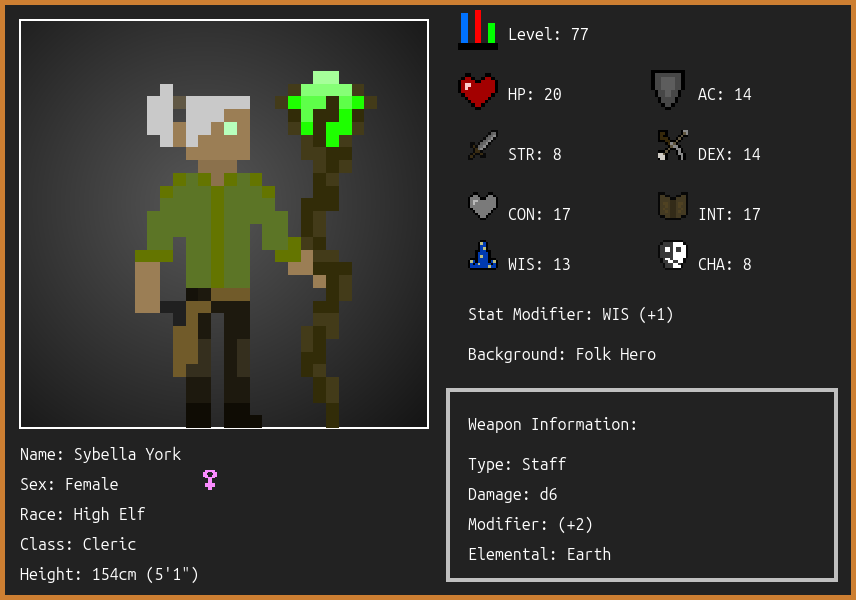 Level: 77
HP: 20
AC: 14
STR: 8
DEX: 14
CON: 17
INT: 17
WIS: 13
CHA: 8
Stat Modifier: WIS (+1)
Background: Folk Hero
Weapon Information:
Type: Staff
Damage: d6
Modifier: (+2)
Elemental: Earth
Name: Sybella York
Sex: Female
Race: High Elf
Class: Cleric
Height: 154cm (5'1")